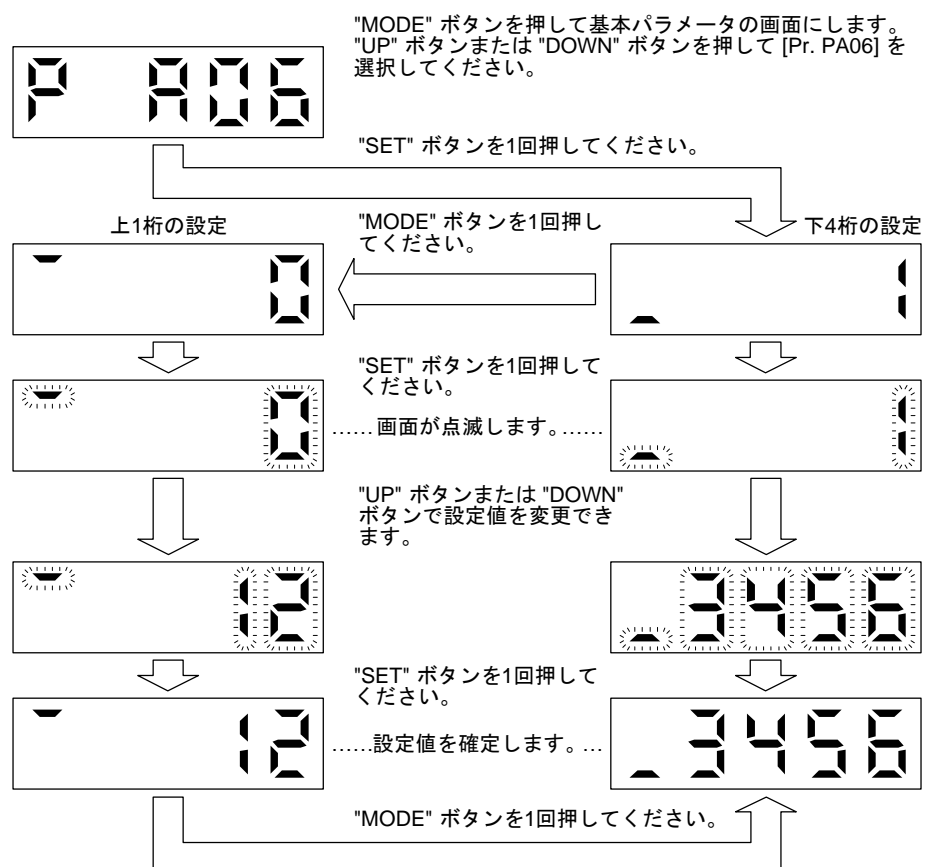 "MODE" ボタンを押して基本パラメータの画面にします。
"UP" ボタンまたは "DOWN" ボタンを押して [Pr. PA06] を
選択してください。
P A06
"SET" ボタンを1回押してください。
上1桁の設定
"MODE" ボタンを1回押し
てください。
下4桁の設定
0
_ 1
"SET" ボタンを1回押して
ください。
0
……画面が点滅します。……
_ 1
"UP" ボタンまたは "DOWN"
ボタンで設定値を変更でき
ます。
12
_3456
"SET" ボタンを1回押して
ください。
12
……設定値を確定します。…
_3456
"MODE" ボタンを1回押してください。